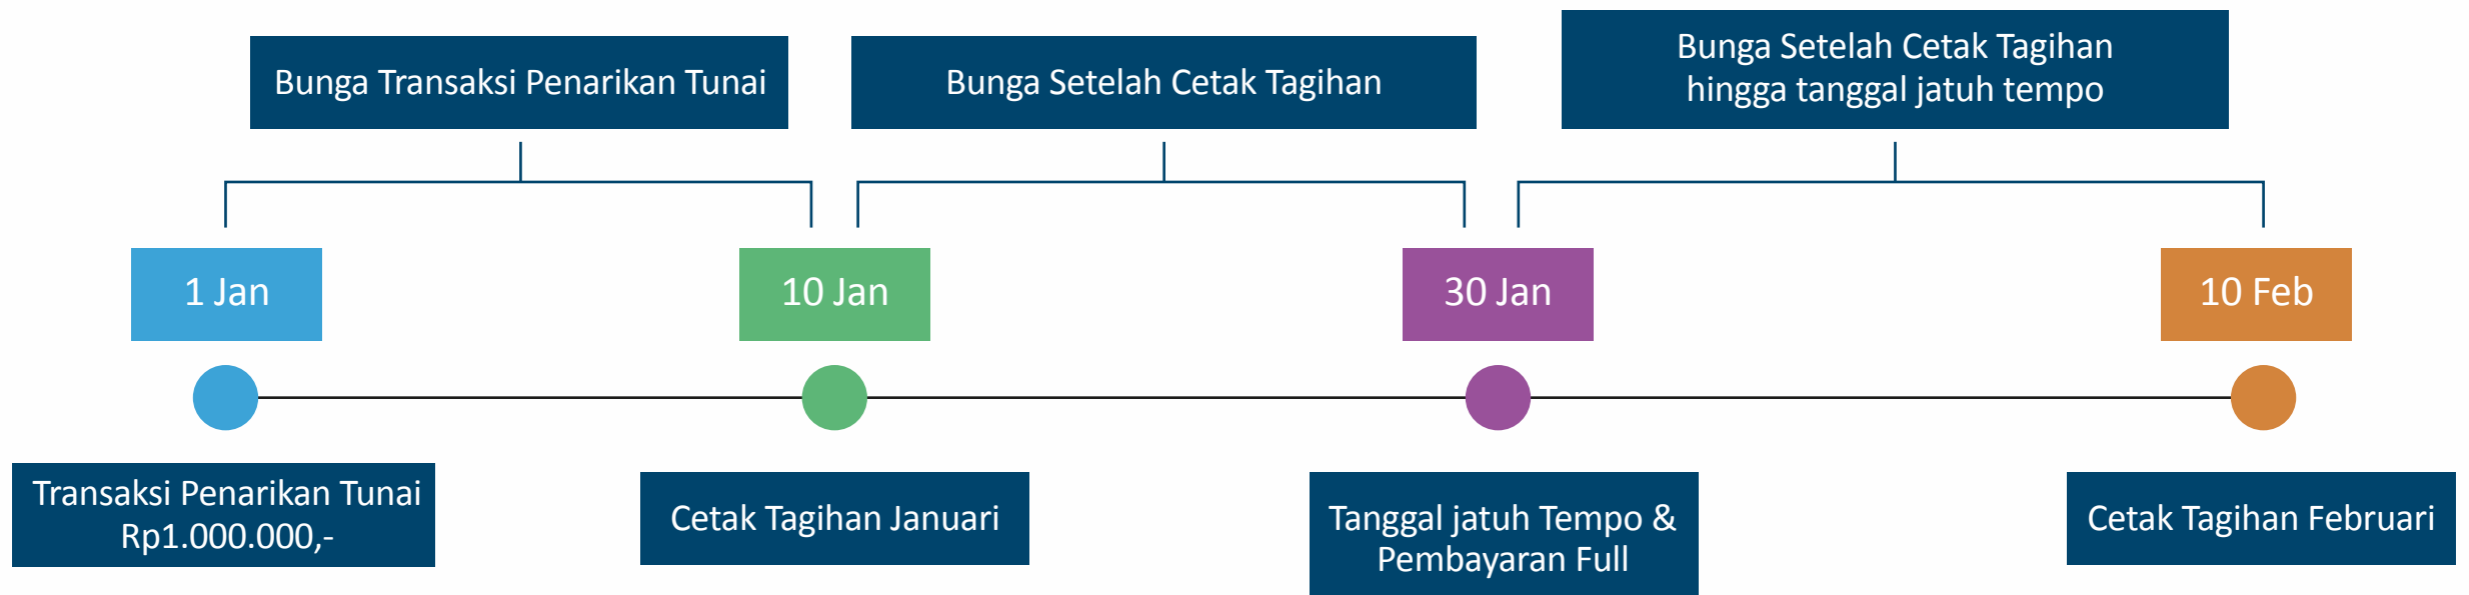 Bunga Transaksi Penarikan Tunai
Bunga Setelah Cetak Tagihan
Bunga Setelah Cetak Tagihan
hingga tanggal jatuh tempo
1 Jan
10 Jan
30 Jan
10 Feb
Transaksi Penarikan Tunai
Rp1.000.000,-
Cetak Tagihan Januari
Tanggal jatuh Tempo &
Pembayaran Full
Cetak Tagihan Februari